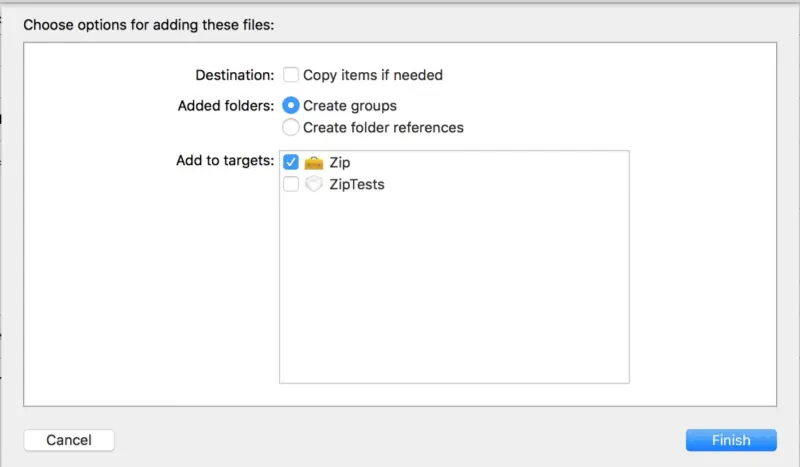 Choose options for adding these files:
Destination: Copy items if needed
Added folders: Create groups
Create folder references
Add to targets: Zip
ZipTests
Cancel Finish